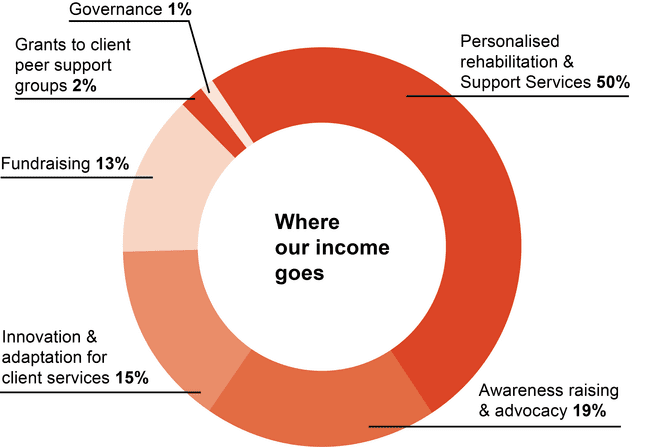 Governance 1%
Grants to client
peer support
groups 2%
Personalised
rehabilitation &
Support Services 50%
Fundraising 13%
Where
our income
goes
Innovation &
adaptation for
client services 15%
Awareness raising
& advocacy 19%